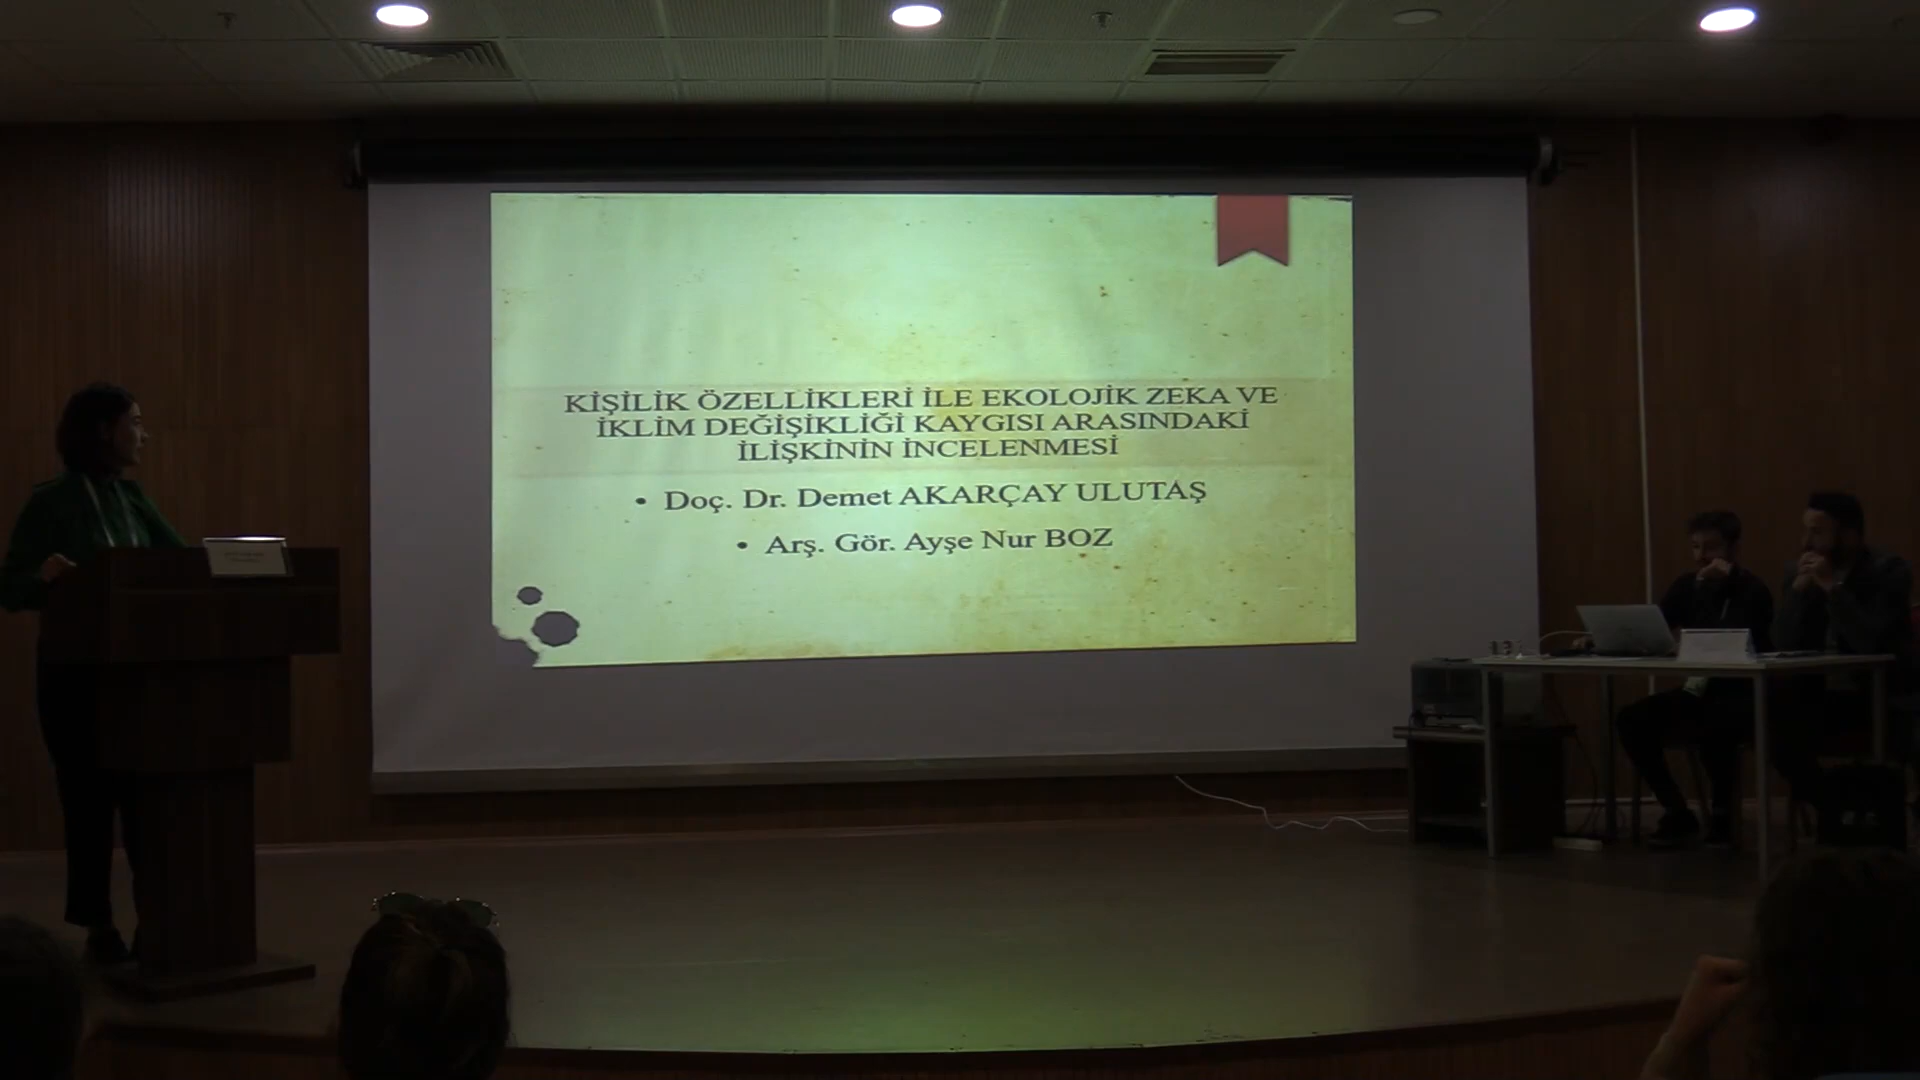 KİŞİLİK ÖZELLİKLERİ İLE EKOLOJİK ZEKA VE
İKLİM DEĞİŞİKLİĞİ KAYGISI ARASINDAKİ
İLİŞKİNİN İNCELENMESİ
• Doç. Dr. Demet AKARÇAY ULUTAŞ
• Arş. Gör. Ayşe Nur BOZ